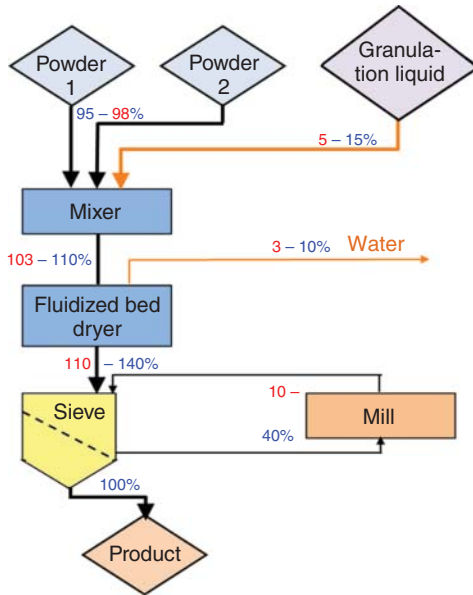 Powder
1
Powder
2
Granula-
tion liquid
95 – 98%
5 – 15%
Mixer
103 – 110%
3 – 10%
Water
Fluidized bed
dryer
110 – 140%
Sieve
10 –
Mill
40%
100%
Product